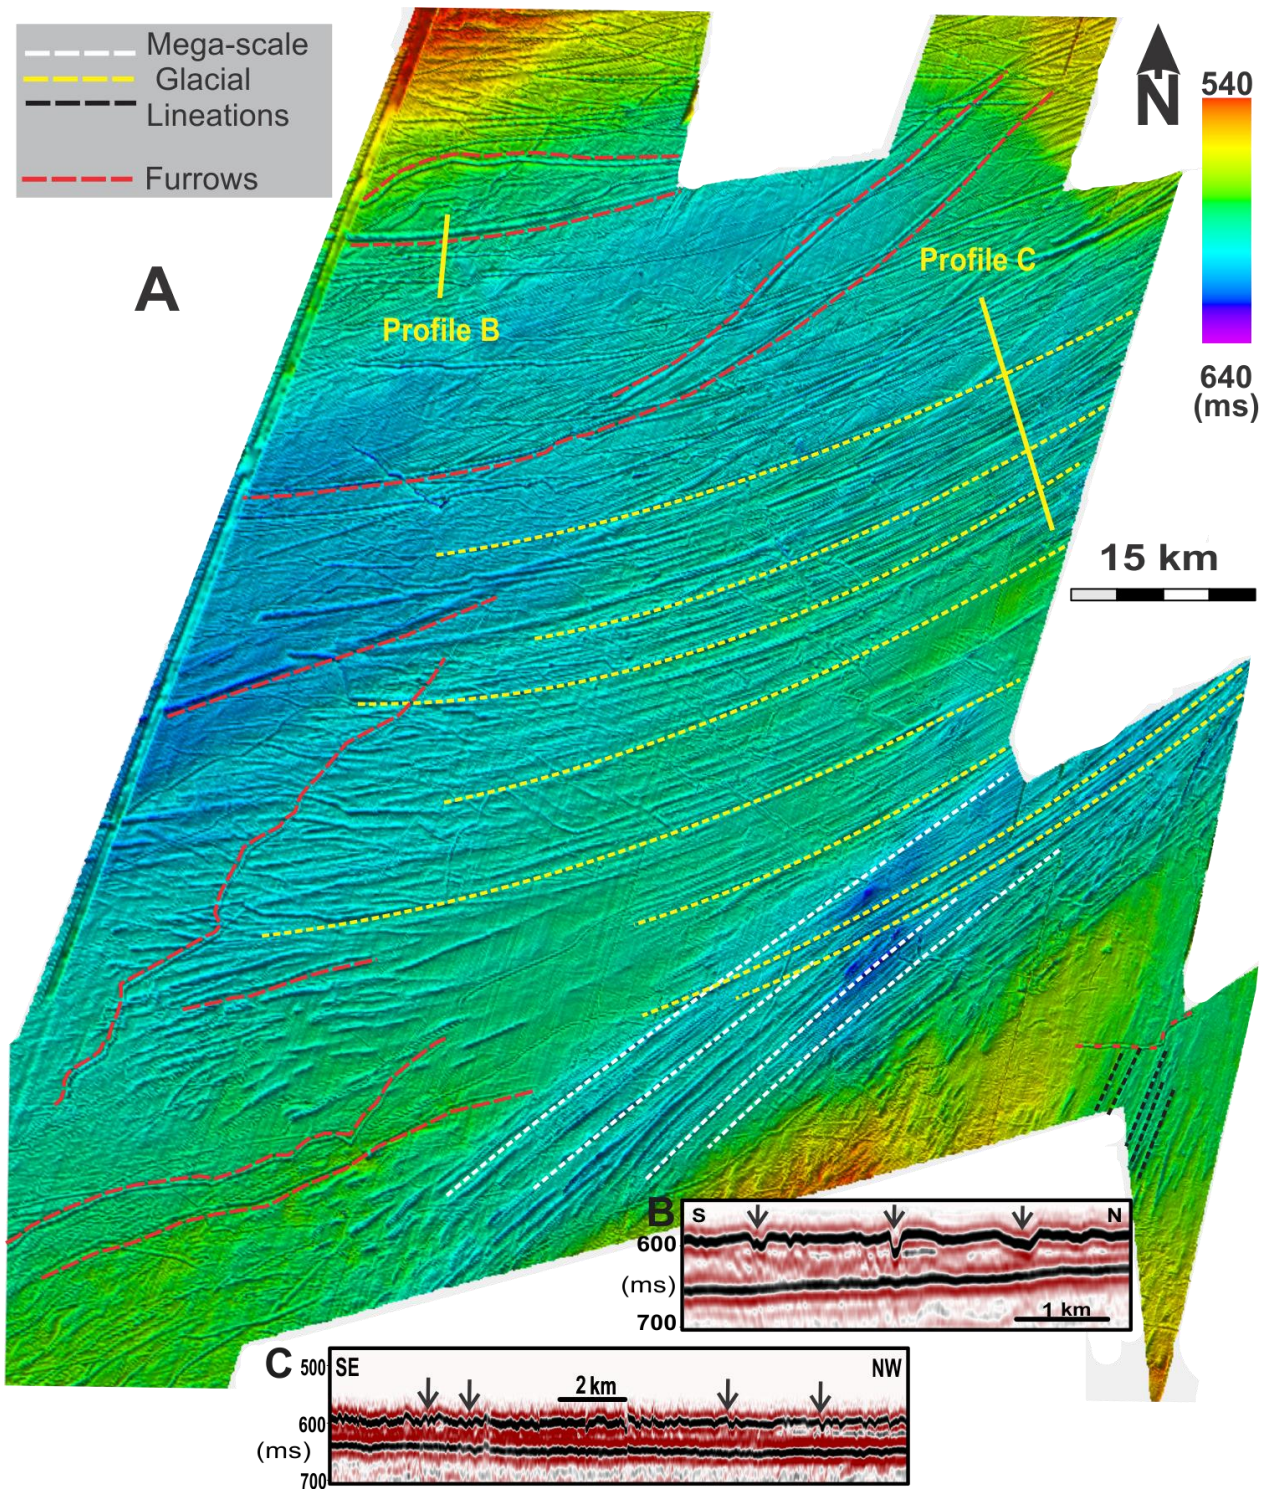 Mega-scale
Glacial
Lineations
Furrows
N
540
640
(ms)
A
Profile B
Profile C
15 km
B
S
N
600
(ms)
700
1 km
C
500
SE
NW
2 km
600
(ms)
700